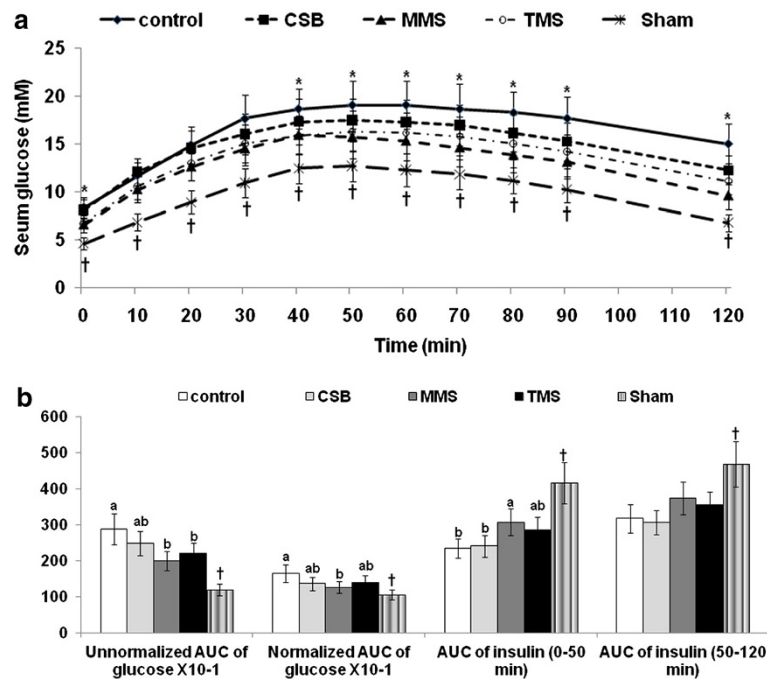 a
control CSB MMS TMS Sham
25
20
15
10
5
0
Seum glucose (mM)
* * * * * * * *
† † † † † † † † † † †
0 10 20 30 40 50 60 70 80 90 100 110 120
Time (min)
b
control CSB MMS TMS Sham
600
500
400
300
200
100
0
a ab b b †
a ab b ab †
b b a ab †
†
Unnormalized AUC of glucose X10-1
Normalized AUC of glucose X10-1
AUC of insulin (0-50 min)
AUC of insulin (50-120 min)